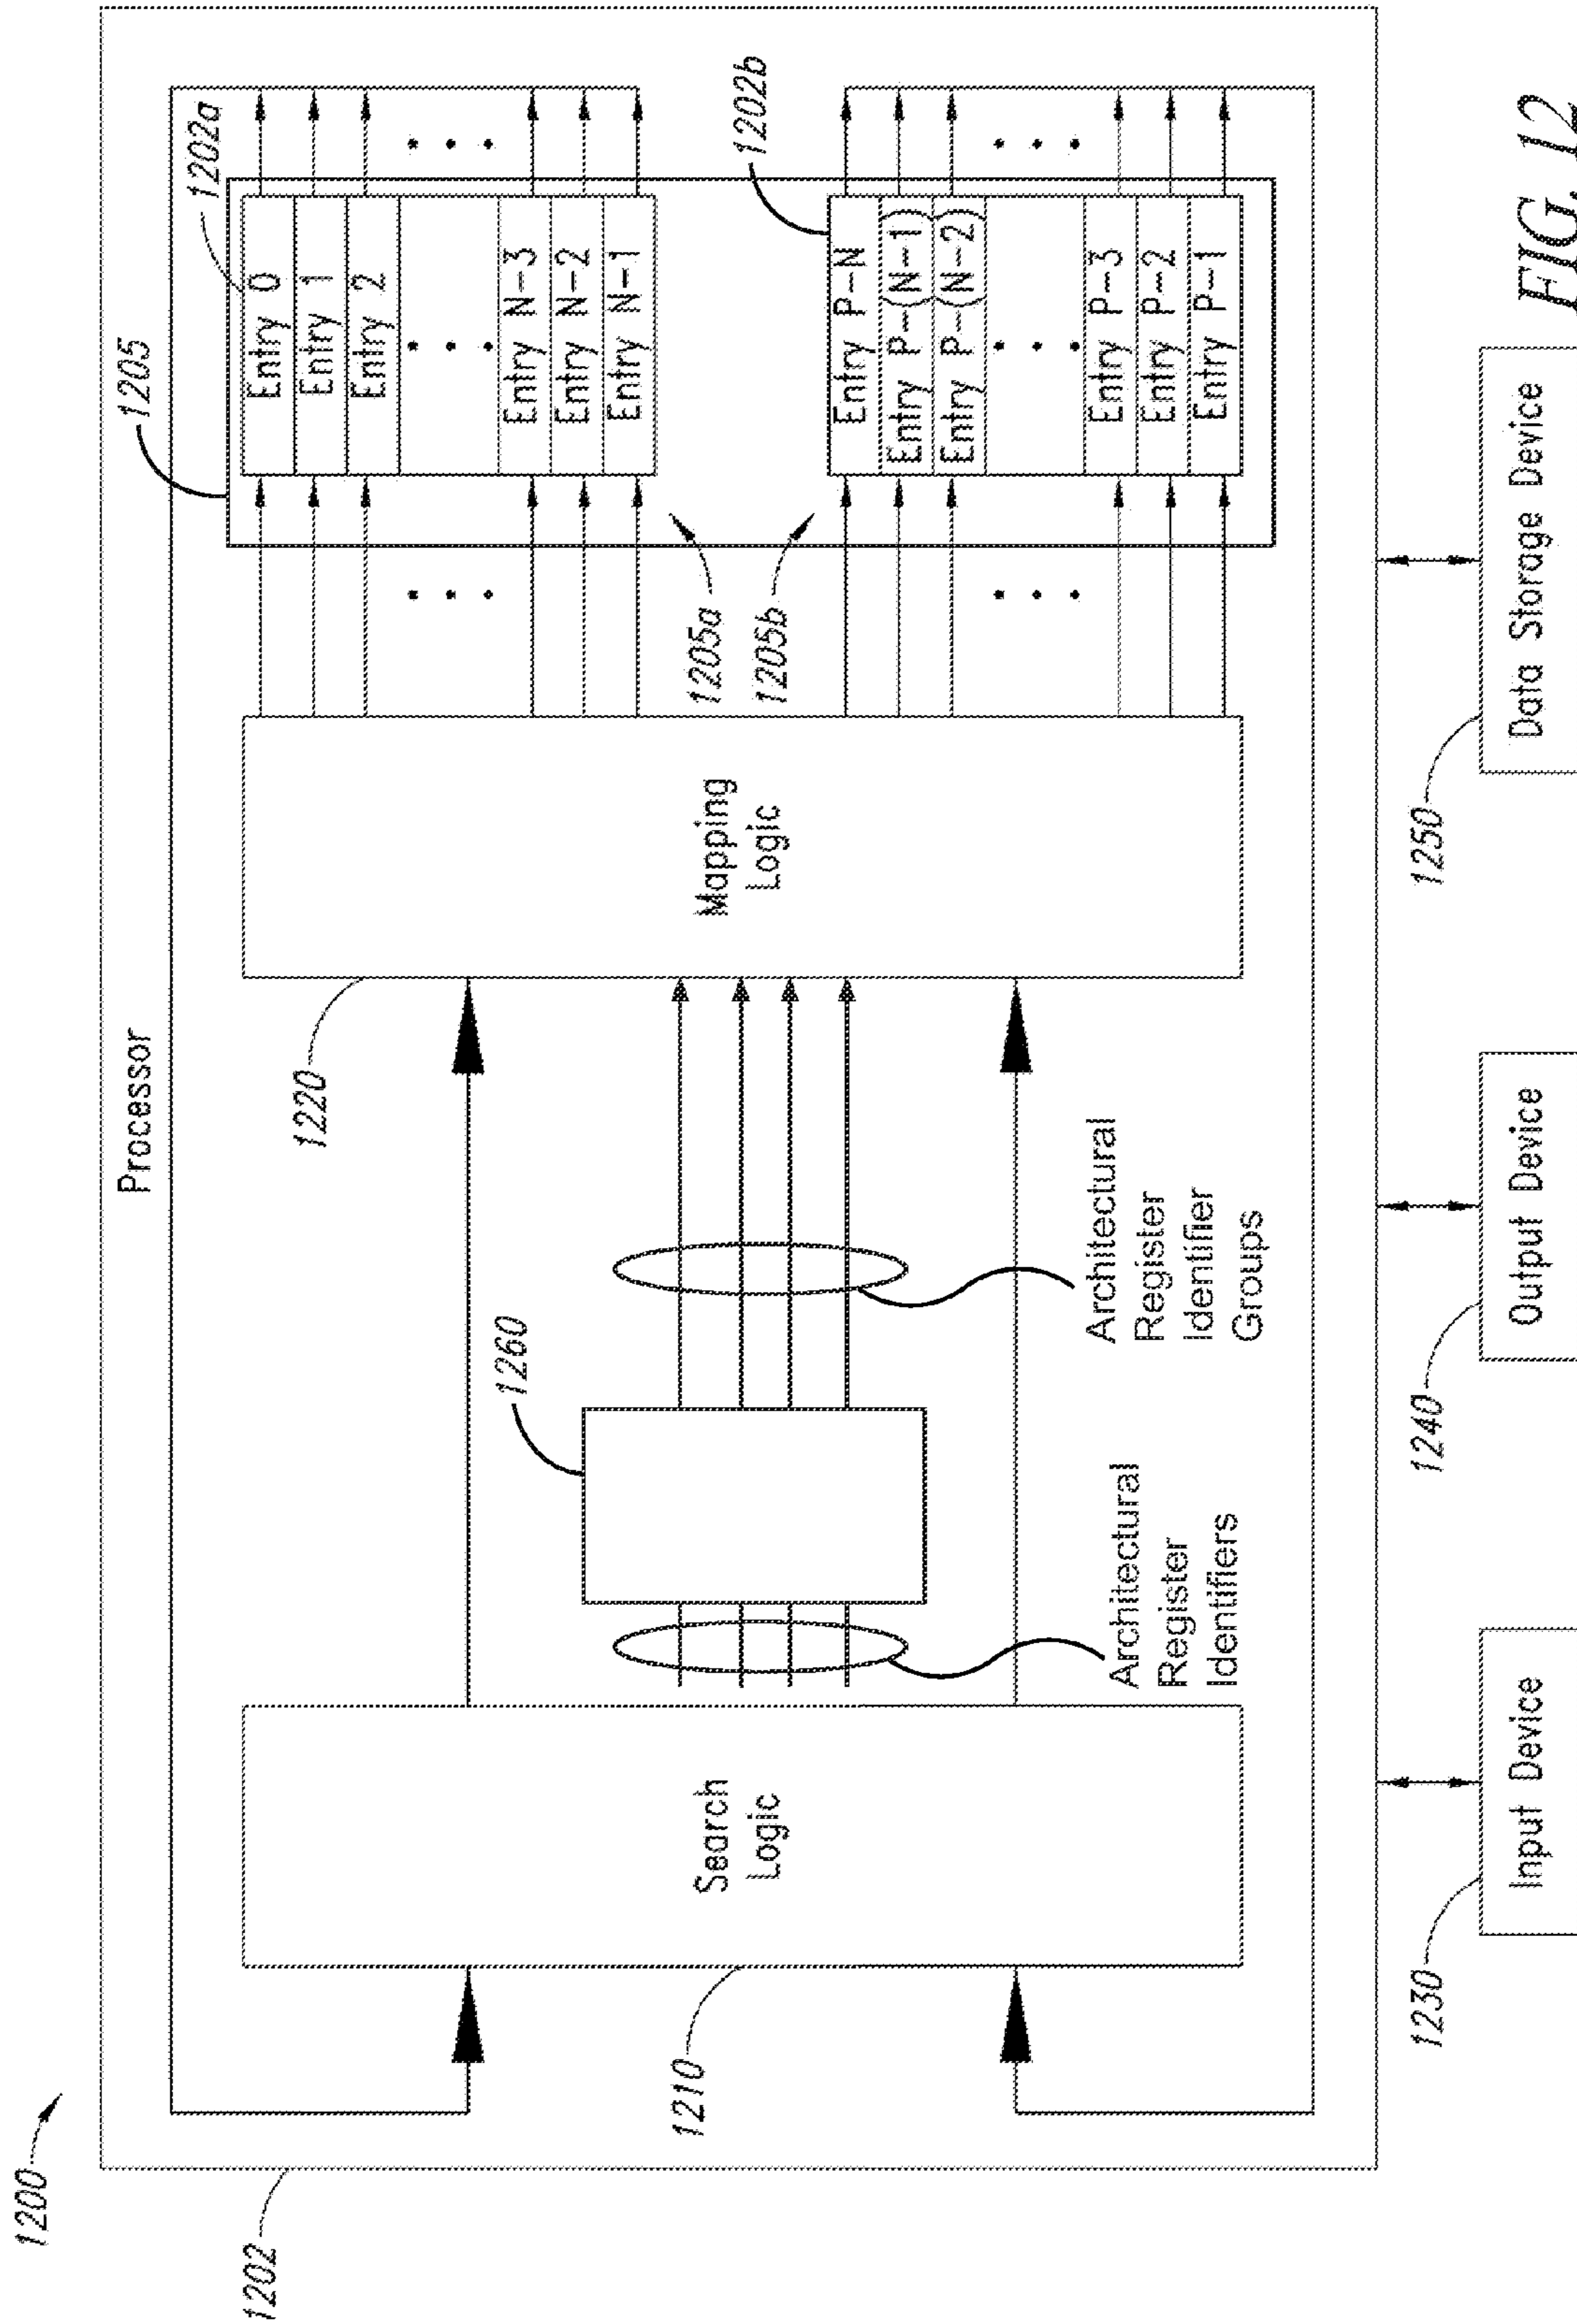 1200
1202
Processor
1205
1202a
Entry 0
Entry 1
Entry 2
Entry N-3
Entry N-2
Entry N-1
1202b
Entry P-N
Entry P-(N-1)
Entry P-(N-2)
Entry P-3
Entry P-2
Entry P-1
1205a
1205b
1220
Mapping
Logic
1260
Architectural
Register
Identifier
Groups
Architectural
Register
Identifiers
1210
Search
Logic
1230
Input Device
1240
Output Device
1250
Data Storage Device
FIG. 12